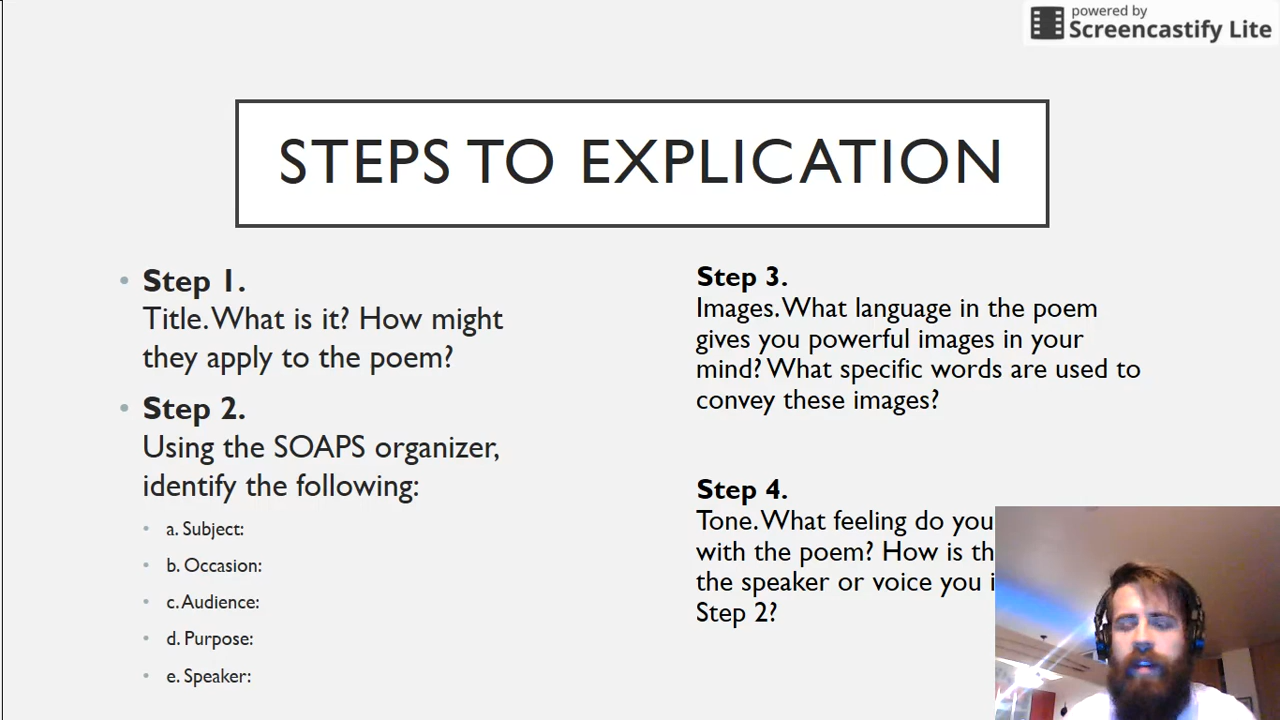 powered by
Screencastify Lite
STEPS TO EXPLICATION
Step 1.
Title. What is it? How might
they apply to the poem?
Step 2.
Using the SOAPS organizer,
identify the following:
a. Subject:
b. Occasion:
c. Audience:
d. Purpose:
e. Speaker:
Step 3.
Images. What language in the poem
gives you powerful images in your
mind? What specific words are used to
convey these images?
Step 4.
Tone. What feeling do you
with the poem? How is
the speaker or voice you
Step 2?